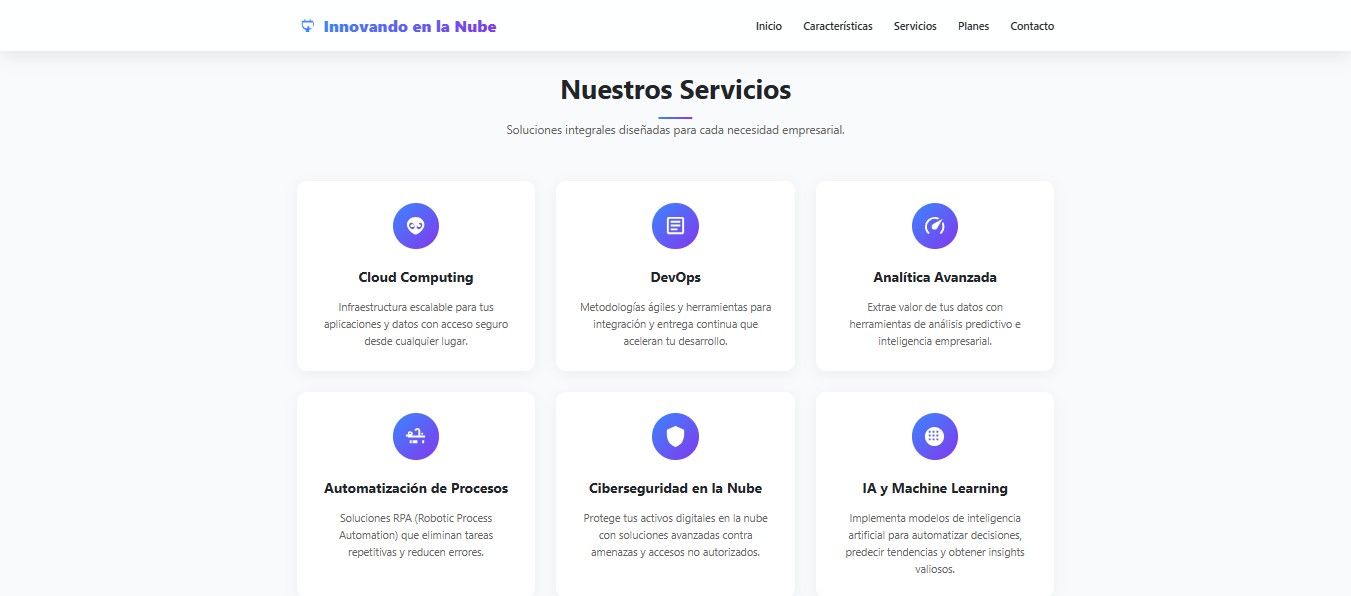 Innovando en la Nube
Inicio
Características
Servicios
Planes
Contacto
Nuestros Servicios
Soluciones integrales diseñadas para cada necesidad empresarial.
Cloud Computing
Infraestructura escalable para tus
aplicaciones y datos con acceso seguro
desde cualquier lugar.
DevOps
Metodologías ágiles y herramientas para
integración y entrega continua que
aceleran tu desarrollo.
Analítica Avanzada
Extrae valor de tus datos con
herramientas de análisis predictivo e
inteligencia empresarial.
Automatización de Procesos
Soluciones RPA (Robotic Process
Automation) que eliminan tareas
repetitivas y reducen errores.
Ciberseguridad en la Nube
Protege tus activos digitales en la nube
con soluciones avanzadas contra
amenazas y accesos no autorizados.
IA y Machine Learning
Implementa modelos de inteligencia
artificial para automatizar decisiones,
predecir tendencias y obtener insights
valiosos.